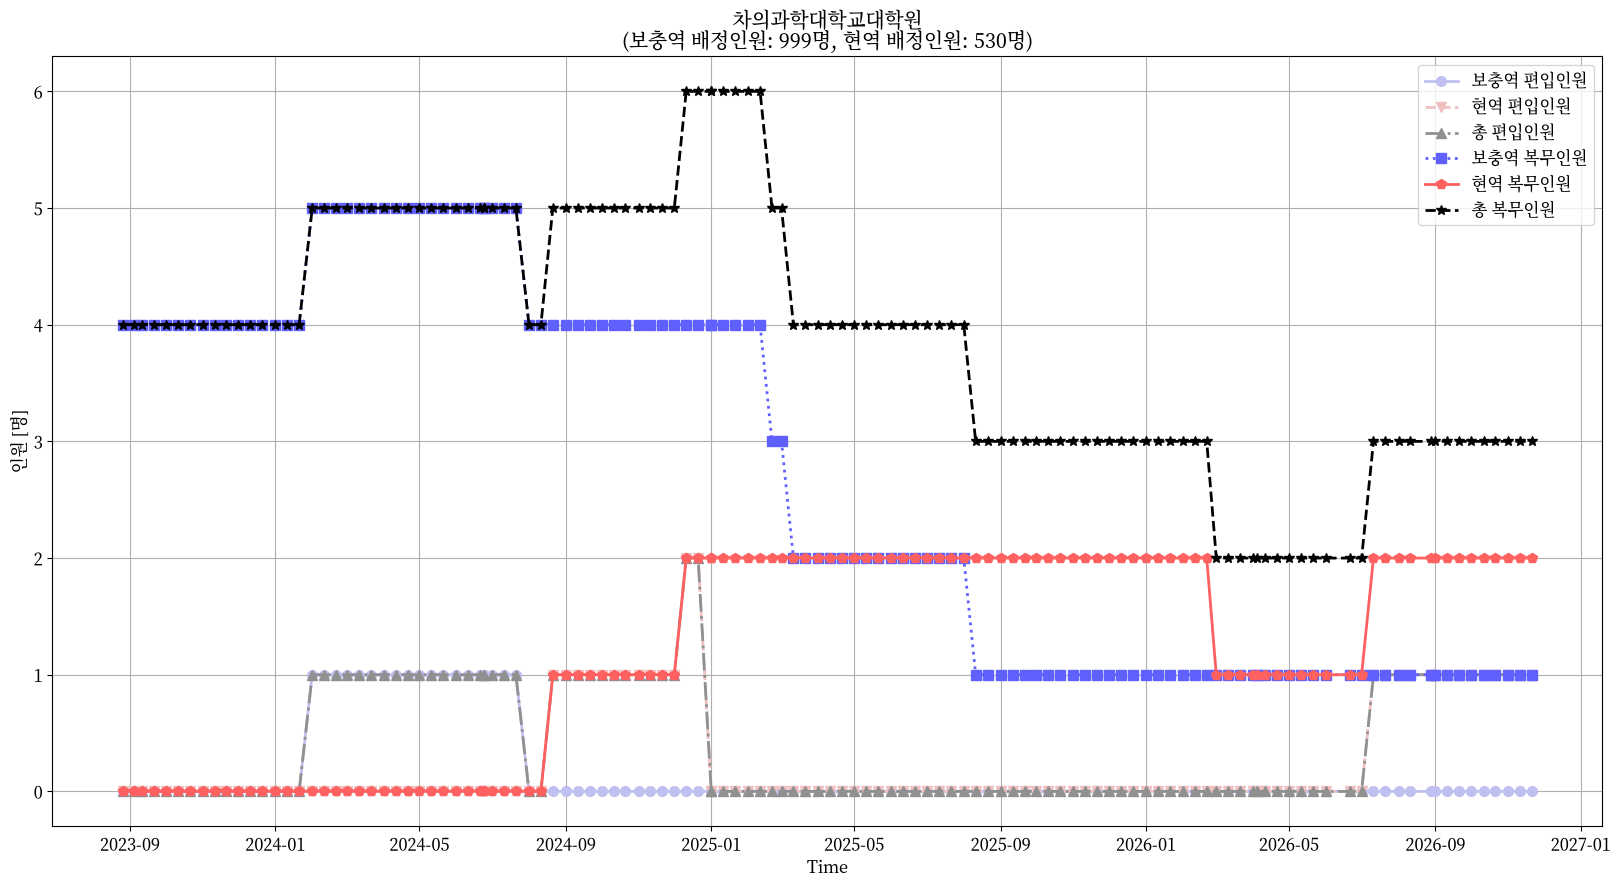 차의과학대학교대학원
(보충역 배정인원: 999명, 현역 배정인원: 530명)
보충역 편입인원
현역 편입인원
총 편입인원
보충역 복무인원
현역 복무인원
총 복무인원
인원 [명]
6
5
4
3
2
1
0
2023-09
2024-01
2024-05
2024-09
2025-01
2025-05
2025-09
2026-01
2026-05
2026-09
2027-01
Time